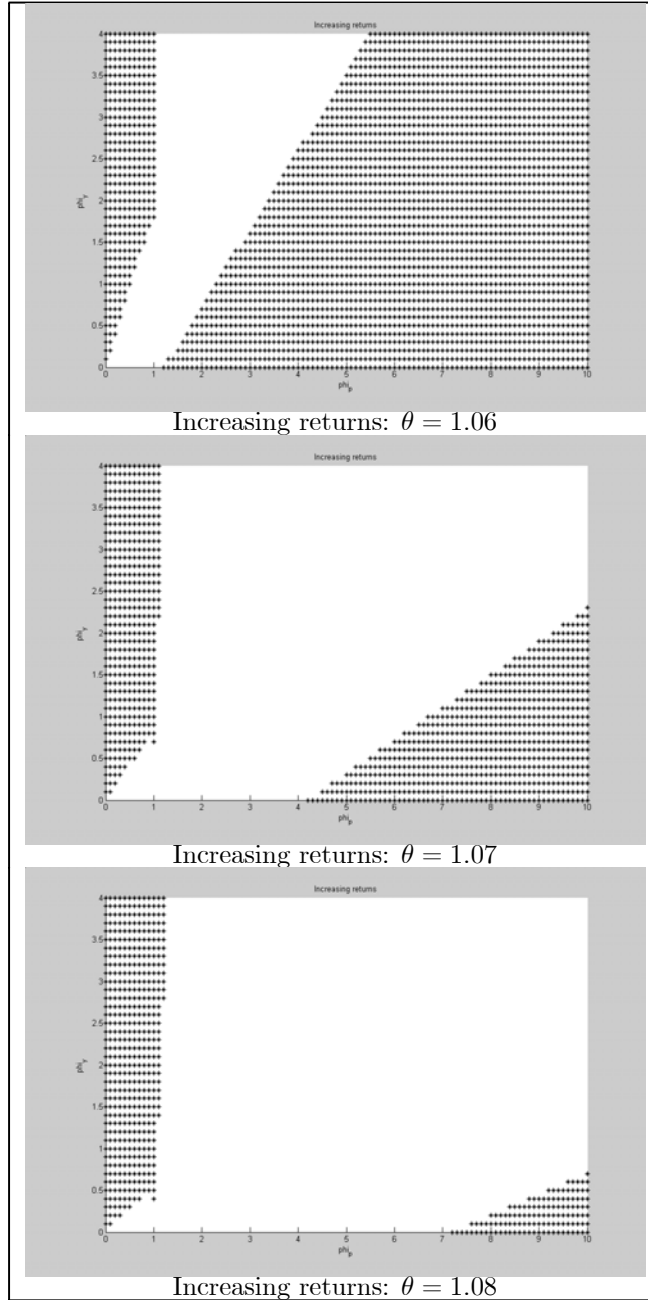 Increasing returns
4
3.5
3
2.5
2
1.5
1
0.5
0
phi_y
0 1 2 3 4 5 6 7 8 9 10
phi_p
Increasing returns: θ = 1.06
Increasing returns
4
3.5
3
2.5
2
1.5
1
0.5
0
phi_y
0 1 2 3 4 5 6 7 8 9 10
phi_p
Increasing returns: θ = 1.07
Increasing returns
4
3.5
3
2.5
2
1.5
1
0.5
0
phi_y
0 1 2 3 4 5 6 7 8 9 10
phi_p
Increasing returns: θ = 1.08